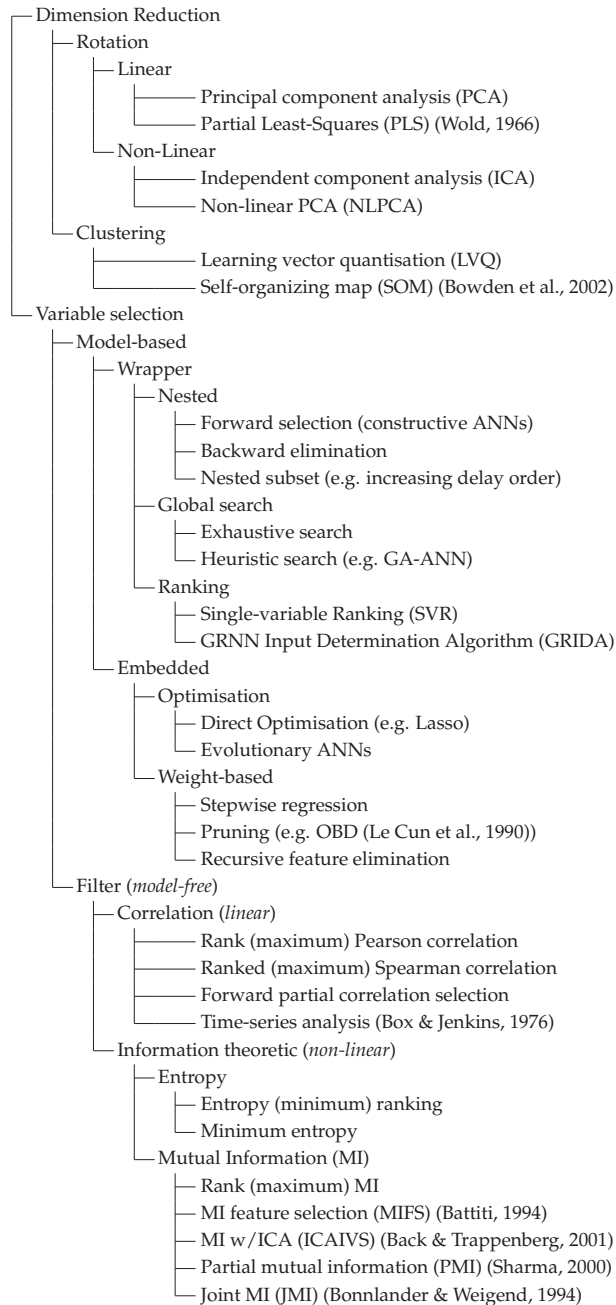 Dimension Reduction
Rotation
Linear
Principal component analysis (PCA)
Partial Least-Squares (PLS) (Wold, 1966)
Non-Linear
Independent component analysis (ICA)
Non-linear PCA (NLPCA)
Clustering
Learning vector quantisation (LVQ)
Self-organizing map (SOM) (Bowden et al., 2002)
Variable selection
Model-based
Wrapper
Nested
Forward selection (constructive ANNs)
Backward elimination
Nested subset (e.g. increasing delay order)
Global search
Exhaustive search
Heuristic search (e.g. GA-ANN)
Ranking
Single-variable Ranking (SVR)
GRNN Input Determination Algorithm (GRIDA)
Embedded
Optimisation
Direct Optimisation (e.g. Lasso)
Evolutionary ANNs
Weight-based
Stepwise regression
Pruning (e.g. OBD (Le Cun et al., 1990))
Recursive feature elimination
Filter (model-free)
Correlation (linear)
Rank (maximum) Pearson correlation
Ranked (maximum) Spearman correlation
Forward partial correlation selection
Time-series analysis (Box & Jenkins, 1976)
Information theoretic (non-linear)
Entropy
Entropy (minimum) ranking
Minimum entropy
Mutual Information (MI)
Rank (maximum) MI
MI feature selection (MIFS) (Battiti, 1994)
MI w/ICA (ICAIVS) (Back & Trappenberg, 2001)
Partial mutual information (PMI) (Sharma, 2000)
Joint MI (JMI) (Bonnlander & Weigend, 1994)